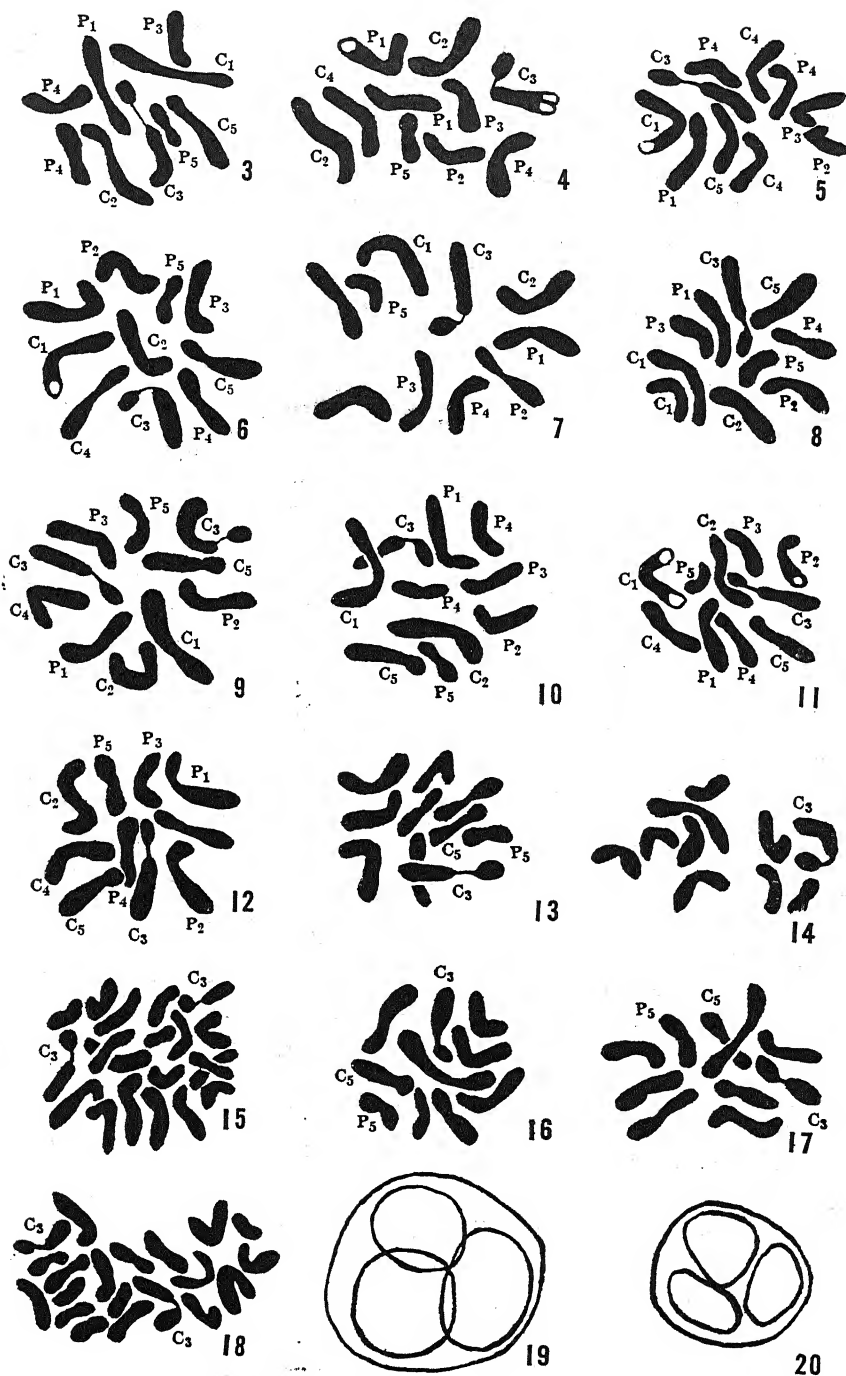 P₁ P₃ C₁ P₄ C₅ P₄ C₂ C₃ P₅ 3
P₁ C₂ C₃ C₄ P₁ P₃ C₂ P₅ P₂ P₄ 4
C₃ P₄ C₄ P₄ C₁ P₃ P₂ P₁ C₅ C₄ 5
P₂ P₅ P₁ P₃ C₁ C₂ C₅ C₄ C₃ P₄ 6
C₁ C₃ C₂ P₅ P₁ P₃ P₄ P₂ 7
C₃ C₅ P₁ P₃ P₄ C₁ P₅ P₂ C₁ C₂ 8
P₃ P₅ C₃ C₃ C₅ C₄ P₂ P₁ C₂ C₁ 9
P₁ C₃ P₄ P₃ C₁ P₄ P₂ C₅ P₅ C₂ 10
C₂ P₃ C₁ P₅ P₂ C₃ C₄ P₁ P₄ C₅ 11
P₅ P₃ P₁ C₂ C₄ P₄ C₅ C₃ P₂ 12
C₅ P₅ C₃ 13
C₃ 14
C₃ C₃ 15
C₃ C₅ P₅ 16
C₅ P₅ C₃ 17
C₃ C₃ 18
19
20